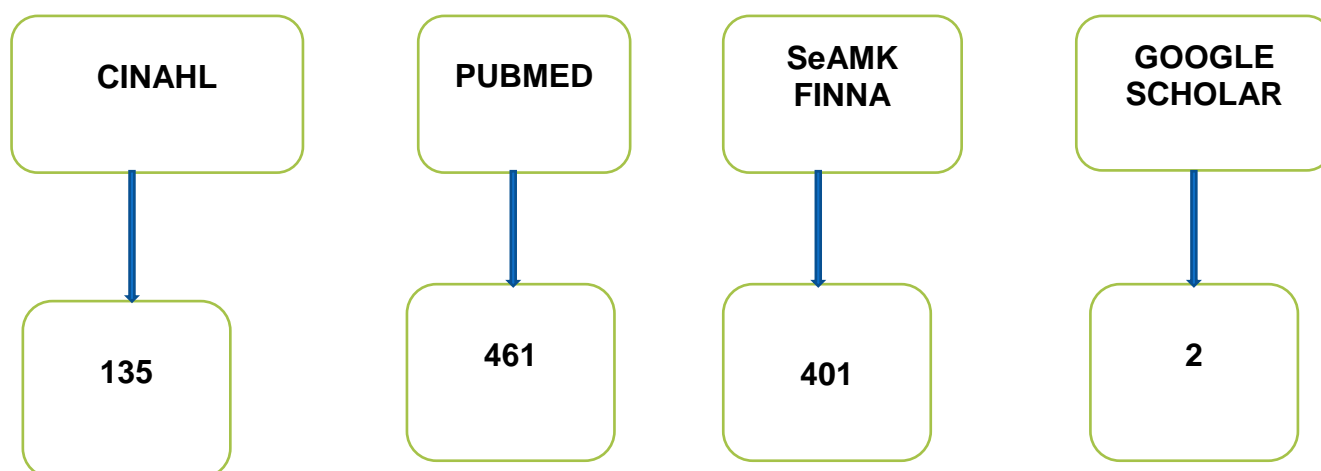 CINAHL
PUBMED
SeAMK
FINNA
GOOGLE
SCHOLAR
135
461
401
2